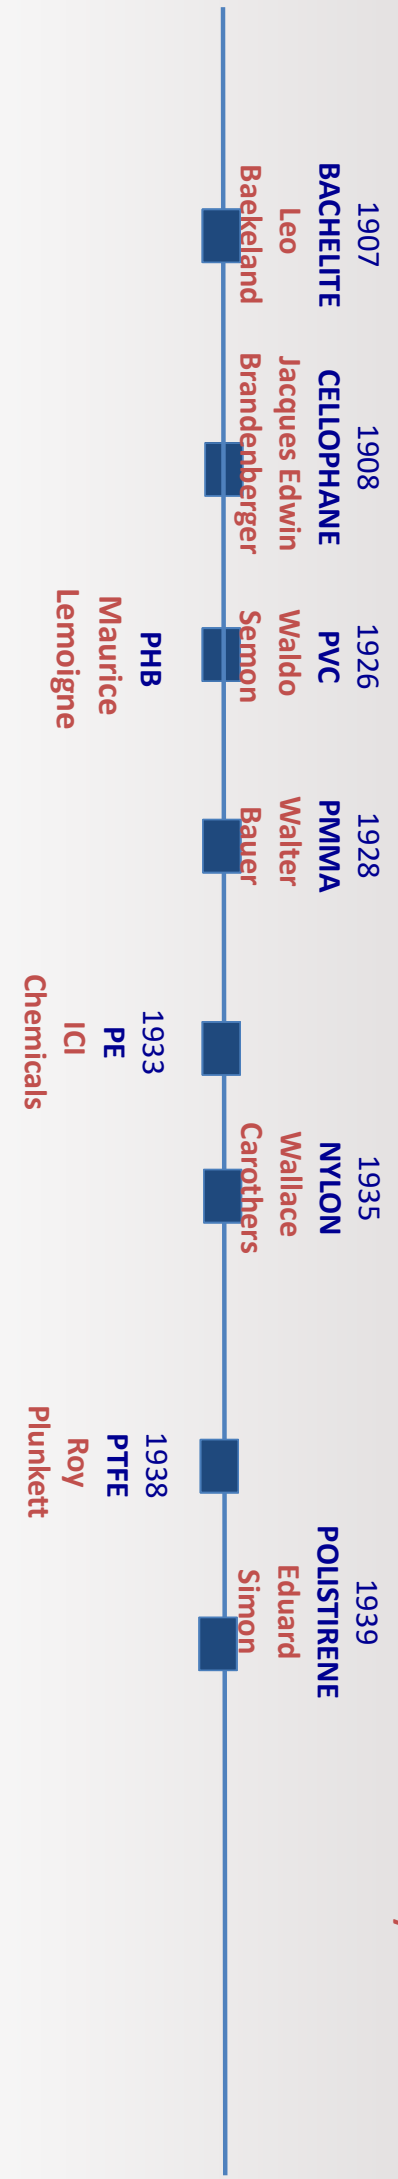 1907
BACHELITE
Leo
Baekeland
1908
CELLOPHANE
Jacques Edwin
Brandenberger
1926
PVC
Waldo
Semon
PHB
Maurice
Lemoigne
1928
PMMA
Walter
Bauer
1933
PE
ICI
Chemicals
1935
NYLON
Wallace
Carothers
1938
PTFE
Roy
Plunkett
1939
POLISTIRENE
Eduard
Simon